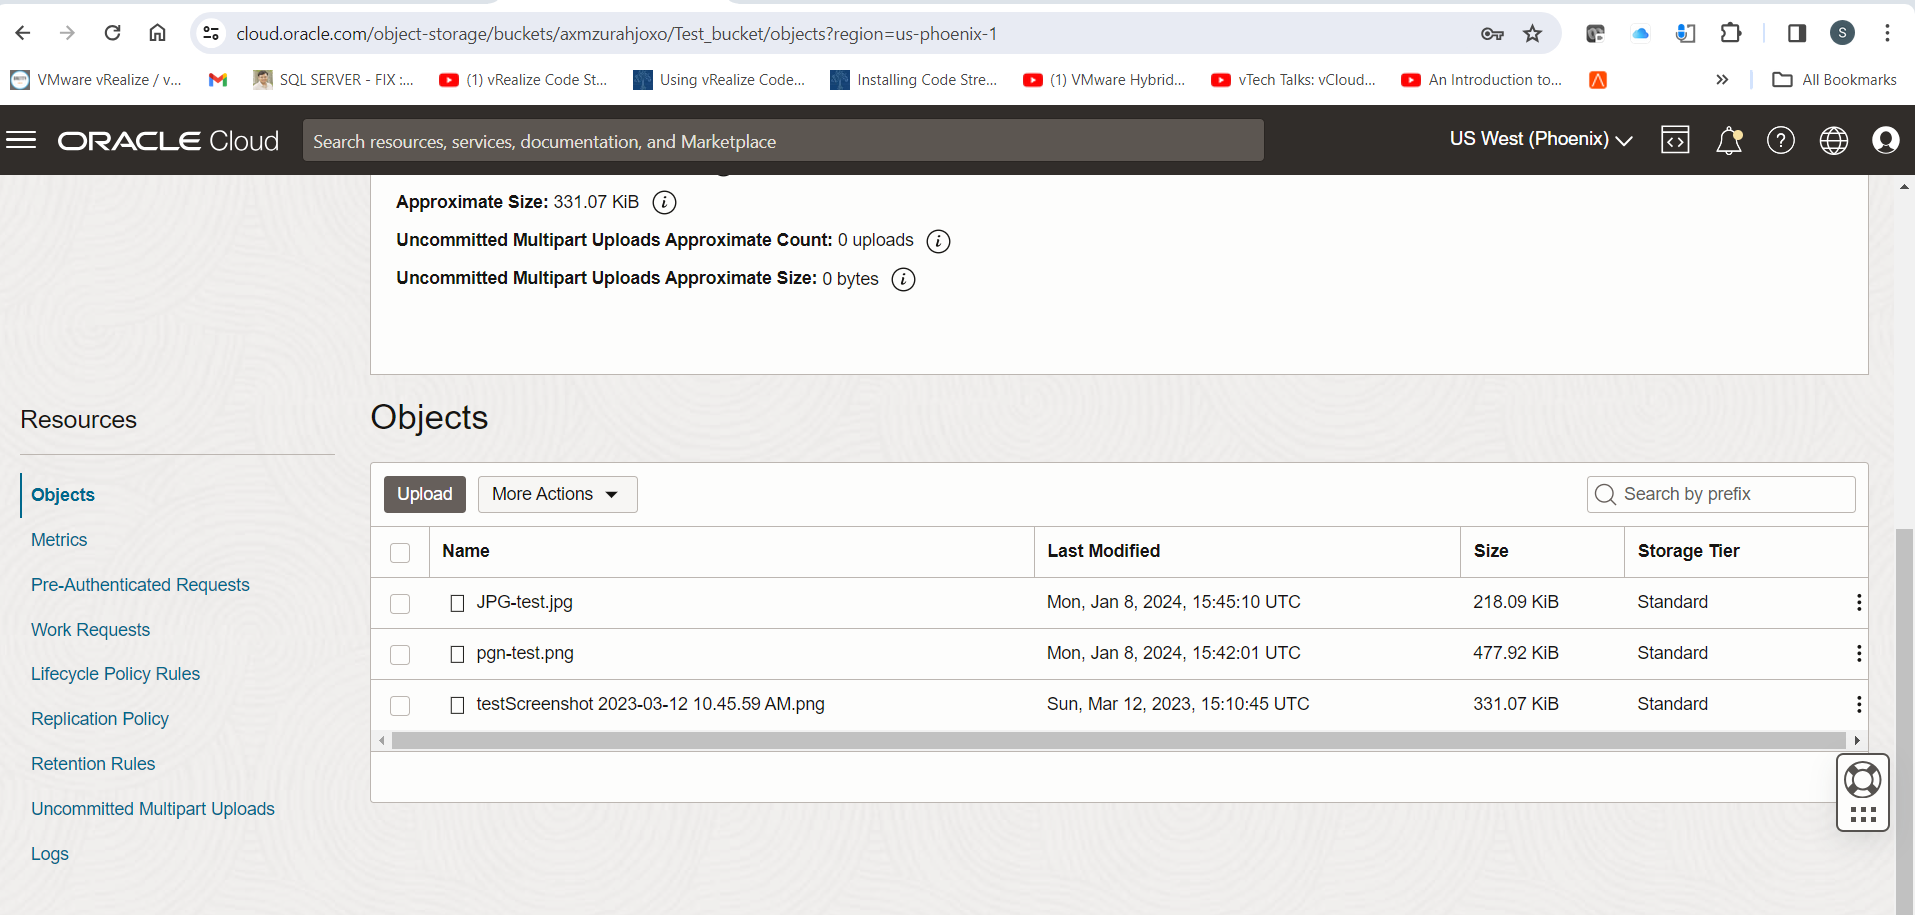 cloud.oracle.com/object-storage/buckets/axmzurahjoxo/Test_bucket/objects?region=us-phoenix-1
S
VMware vRealize / v...
SQL SERVER - FIX :...
(1) vRealize Code St...
Using vRealize Code...
Installing Code Stre...
(1) VMware Hybrid...
vTech Talks: vCloud...
An Introduction to...
All Bookmarks
ORACLE Cloud
Search resources, services, documentation, and Marketplace
US West (Phoenix)
Approximate Size: 331.07 KiB
Uncommitted Multipart Uploads Approximate Count: 0 uploads
Uncommitted Multipart Uploads Approximate Size: 0 bytes
Resources
Objects
Metrics
Pre-Authenticated Requests
Work Requests
Lifecycle Policy Rules
Replication Policy
Retention Rules
Uncommitted Multipart Uploads
Logs
Objects
Upload
More Actions
Search by prefix
Name Last Modified Size Storage Tier
JPG-test.jpg Mon, Jan 8, 2024, 15:45:10 UTC 218.09 KiB Standard
pgn-test.png Mon, Jan 8, 2024, 15:42:01 UTC 477.92 KiB Standard
testScreenshot 2023-03-12 10.45.59 AM.png Sun, Mar 12, 2023, 15:10:45 UTC 331.07 KiB Standard